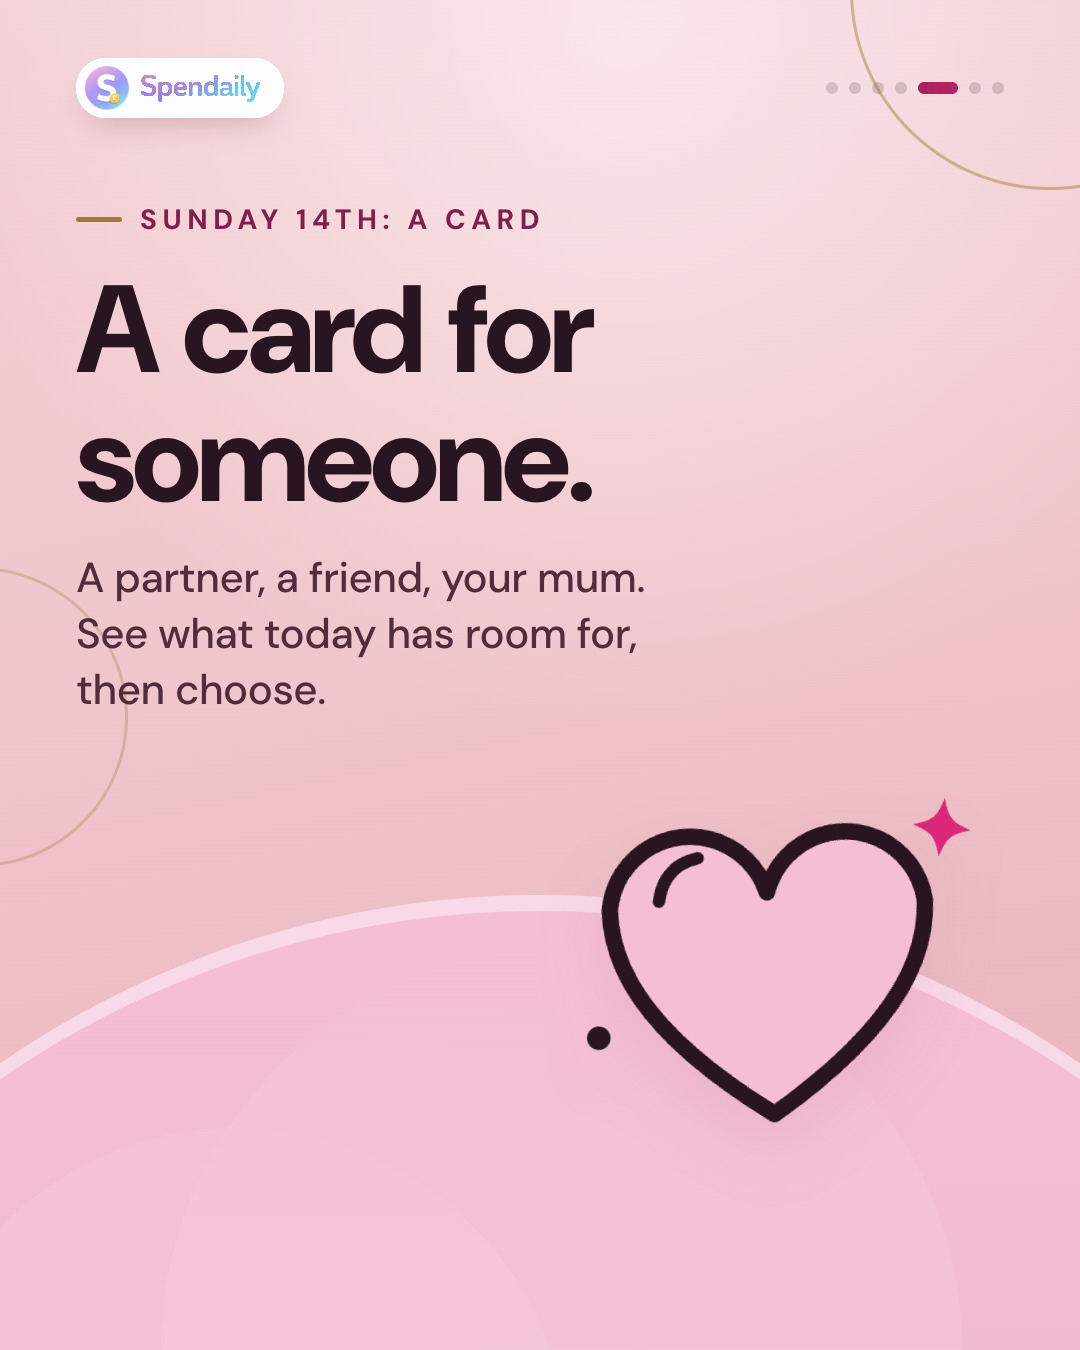 Spendaily
SUNDAY 14TH: A CARD
A card for
someone.
A partner, a friend, your mum.
See what today has room for,
then choose.